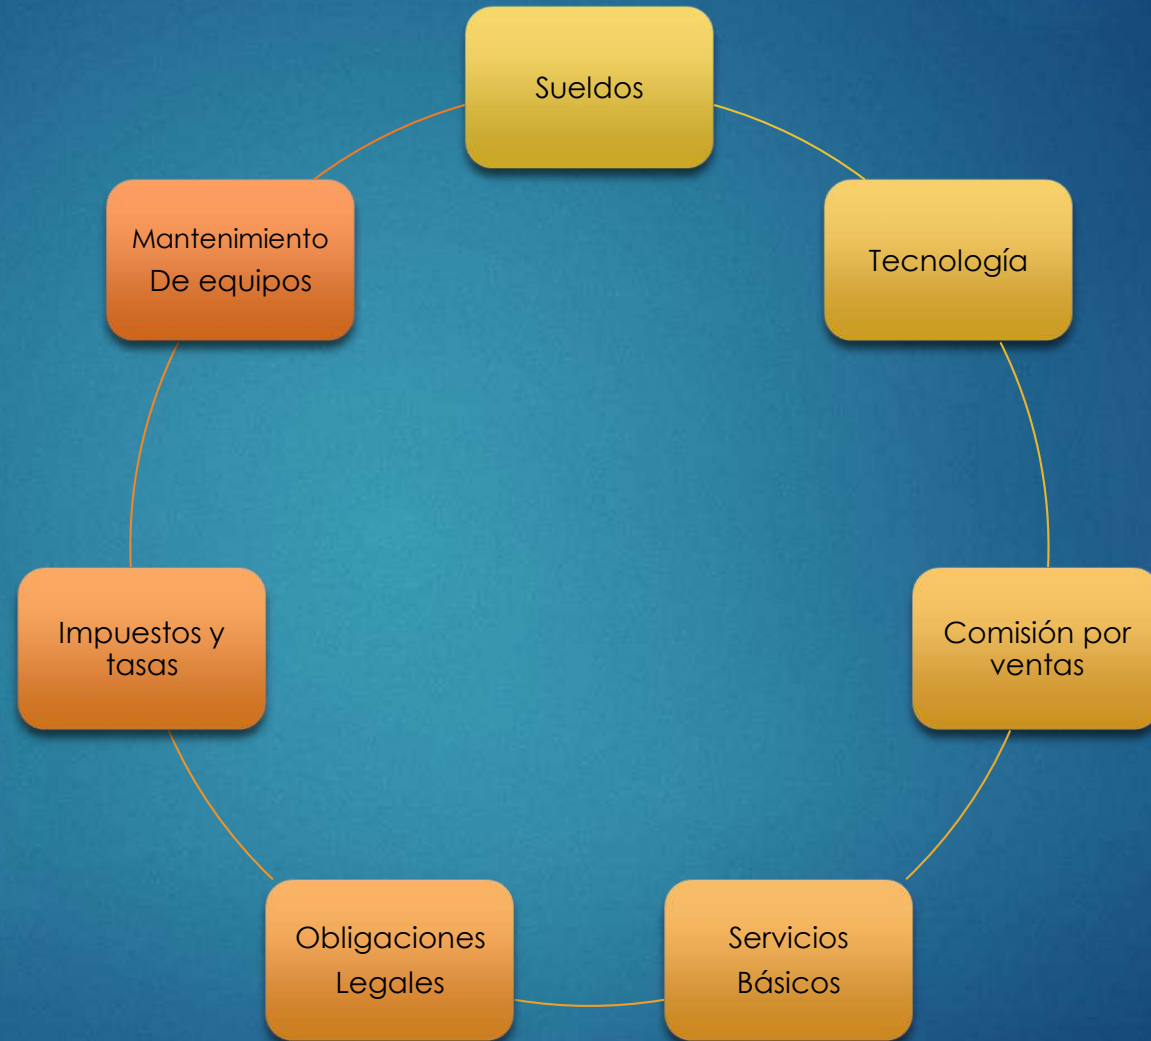 Sueldos
Tecnología
Comisión por
ventas
Servicios
Básicos
Obligaciones
Legales
Impuestos y
tasas
Mantenimiento
De equipos